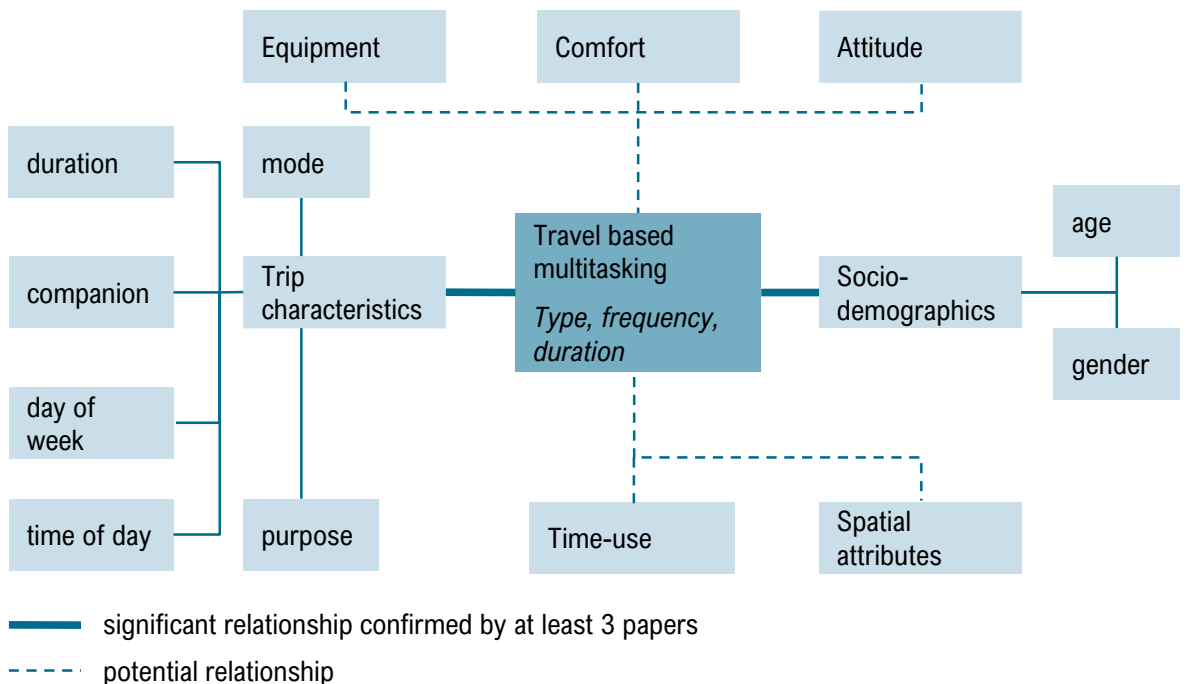 Equipment
Comfort
Attitude
duration
mode
companion
Trip
characteristics
Travel based
multitasking
Type, frequency,
duration
Socio-
demographics
age
gender
day of
week
time of day
purpose
Time-use
Spatial
attributes
significant relationship confirmed by at least 3 papers
potential relationship